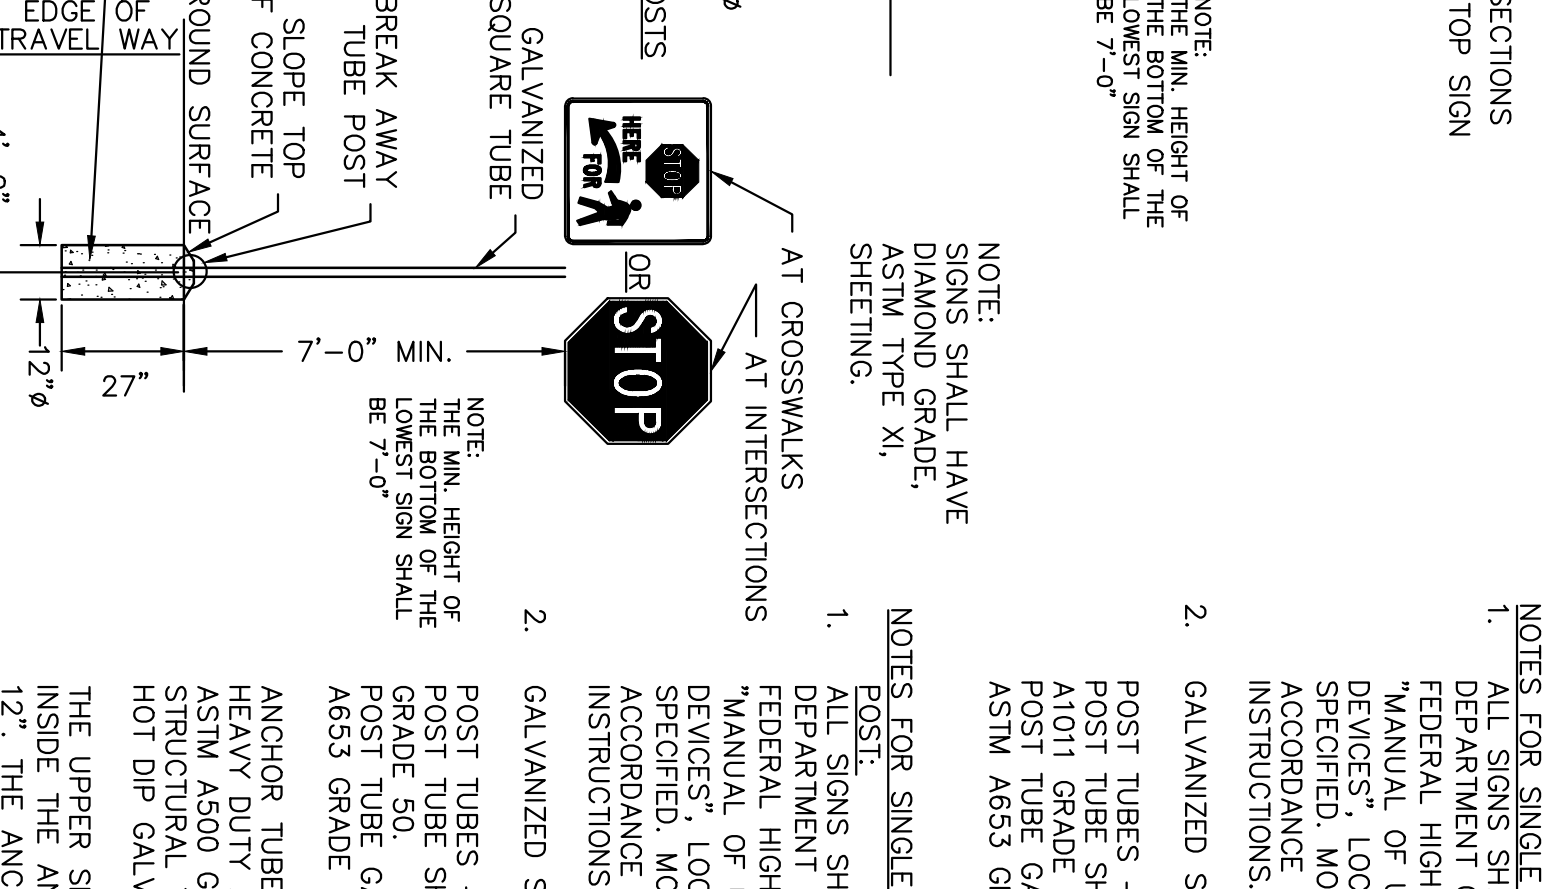 SECTIONS
TOP SIGN
NOTE:
THE MIN. HEIGHT OF
THE BOTTOM OF THE
LOWEST SIGN SHALL
BE 7'-0"
NOTES FOR SINGLE
1. ALL SIGNS SH
DEPARTMENT
FEDERAL HIGH
"MANUAL OF U
DEVICES", LOC
SPECIFIED. MO
ACCORDANCE
INSTRUCTIONS.
2. GALVANIZED S
POST TUBES -
POST TUBE SH
A1011 GRADE
POST TUBE GA
ASTM A653 G
ø
OSTS
NOTE:
SIGNS SHALL HAVE
DIAMOND GRADE,
ASTM TYPE XI,
SHEETING.
AT CROSSWALKS
AT INTERSECTIONS
STOP
HERE
FOR
OR
STOP
GALVANIZED
SQUARE TUBE
7'-0" MIN.
NOTE:
THE MIN. HEIGHT OF
THE BOTTOM OF THE
LOWEST SIGN SHALL
BE 7'-0"
BREAK AWAY
TUBE POST
SLOPE TOP
F CONCRETE
ROUND SURFACE
27"
12"ø
EDGE OF
TRAVEL WAY
NOTES FOR SINGLE
POST:
1. ALL SIGNS SH
DEPARTMENT
FEDERAL HIGH
"MANUAL OF
DEVICES", LOC
SPECIFIED. MO
ACCORDANCE
INSTRUCTIONS
2. GALVANIZED S
POST TUBES -
POST TUBE SH
GRADE 50.
POST TUBE GA
A653 GRADE
ANCHOR TUBE
HEAVY DUTY
ASTM A500 G
STRUCTURAL
HOT DIP GALV
THE UPPER S
INSIDE THE AN
12". THE ANC